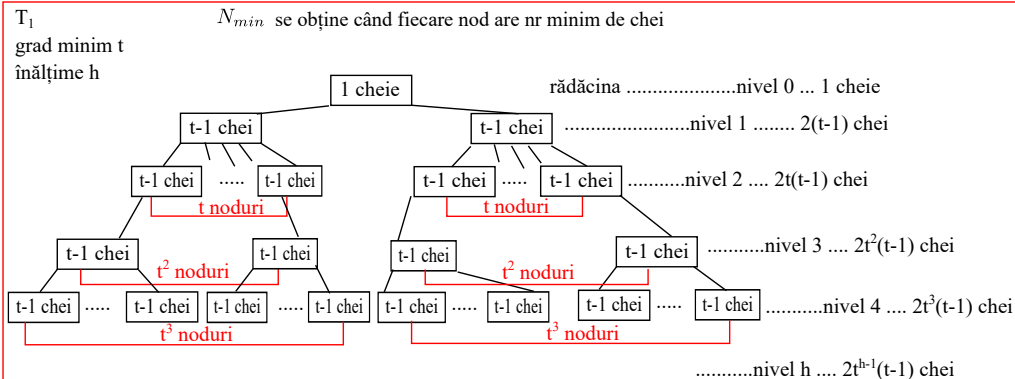 T₁ N_min se obține când fiecare nod are nr minim de chei
grad minim t
înălțime h
1 cheie rădăcina ......................nivel 0 ... 1 cheie
t-1 chei t-1 chei .........................nivel 1 ........ 2(t-1) chei
t-1 chei ..... t-1 chei t-1 chei ..... t-1 chei ...........nivel 2 .... 2t(t-1) chei
t noduri t noduri
t-1 chei t-1 chei t-1 chei t-1 chei ...........nivel 3 .... 2t²(t-1) chei
t² noduri t² noduri
t-1 chei ..... t-1 chei t-1 chei ..... t-1 chei t-1 chei ..... t-1 chei t-1 chei ..... t-1 chei ...........nivel 4 .... 2t³(t-1) chei
t³ noduri t³ noduri
...........nivel h .... 2tʰ⁻¹(t-1) chei